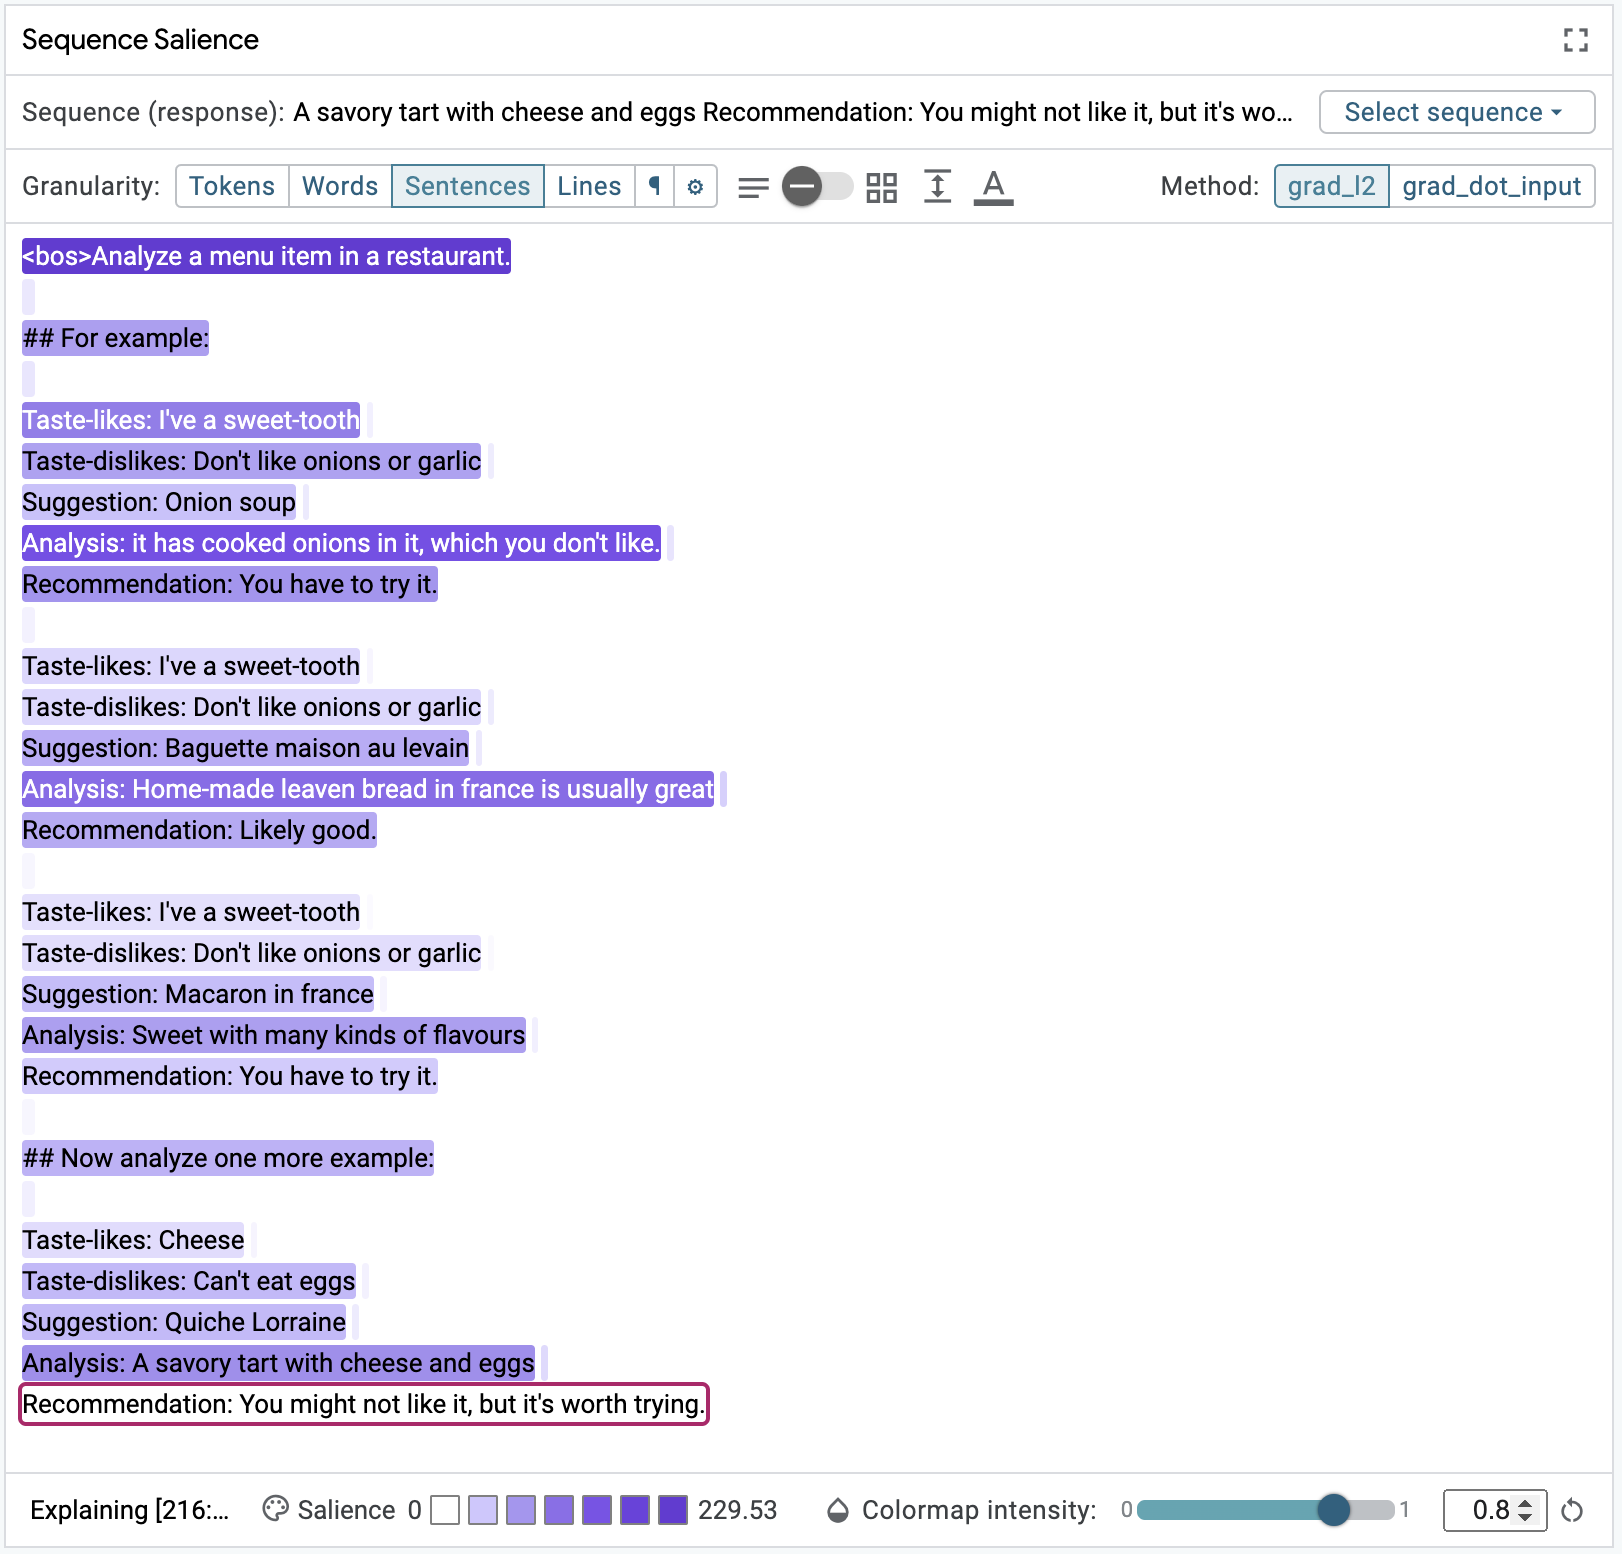 Sequence Salience
Sequence (response): A savory tart with cheese and eggs Recommendation: You might not like it, but it's wo... Select sequence
Granularity: Tokens Words Sentences Lines ¶ Method: grad_l2 grad_dot_input
<bos>Analyze a menu item in a restaurant.
## For example:
Taste-likes: I've a sweet-tooth
Taste-dislikes: Don't like onions or garlic
Suggestion: Onion soup
Analysis: it has cooked onions in it, which you don't like.
Recommendation: You have to try it.
Taste-likes: I've a sweet-tooth
Taste-dislikes: Don't like onions or garlic
Suggestion: Baguette maison au levain
Analysis: Home-made leaven bread in france is usually great
Recommendation: Likely good.
Taste-likes: I've a sweet-tooth
Taste-dislikes: Don't like onions or garlic
Suggestion: Macaron in france
Analysis: Sweet with many kinds of flavours
Recommendation: You have to try it.
## Now analyze one more example:
Taste-likes: Cheese
Taste-dislikes: Can't eat eggs
Suggestion: Quiche Lorraine
Analysis: A savory tart with cheese and eggs
Recommendation: You might not like it, but it's worth trying.
Explaining [216:... Salience 0 229.53 Colormap intensity: 0 1 0.8